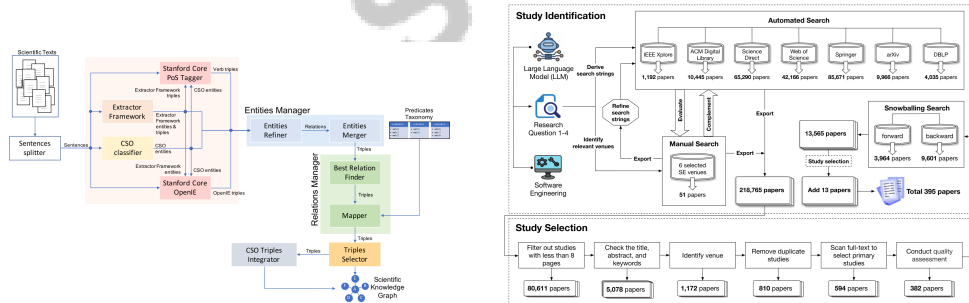 Scientific Texts
Sentences splitter
Sentences
Stanford Core
PoS Tagger
Verb triples
Extractor Framework
triples
CSO entities
Extractor
Framework
Extractor
Framework
entities
& triples
CSO
classifier
CSO
entities
Extractor Framework
entities
CSO entities
Stanford Core
OpenIE
OpenIE triples
Entities Manager
Entities
Refiner
Relations
Entities
Merger
Predicates
Taxonomy
Triples
Relations Manager
Best Relation
Finder
Triples
Mapper
Triples
CSO Triples
Integrator
Triples
Triples
Selector
Scientific
Knowledge
Graph
Study Identification
Large Language
Model (LLM)
Research
Question 1–4
Software
Engineering
Derive
search strings
Refine
search
strings
Identify
relevant venues
Automated Search
IEEE Xplore
1,192 papers
ACM Digital
Library
10,445 papers
Science
Direct
65,290 papers
Web of
Science
42,166 papers
Springer
85,671 papers
arXiv
9,966 papers
DBLP
4,035 papers
Evaluate
Complement
Export
Export
Manual Search
6 selected
SE venues
51 papers
Export
218,765 papers
Snowballing Search
forward
3,964 papers
backward
9,601 papers
13,565 papers
Study selection
Add 13 papers
Total 395 papers
Study Selection
Filter out studies
with less than 8
pages
80,611 papers
Check the title,
abstract, and
keywords
5,078 papers
Identify venue
1,172 papers
Remove duplicate
studies
810 papers
Scan full-text to
select primary
studies
594 papers
Conduct quality
assessment
382 papers